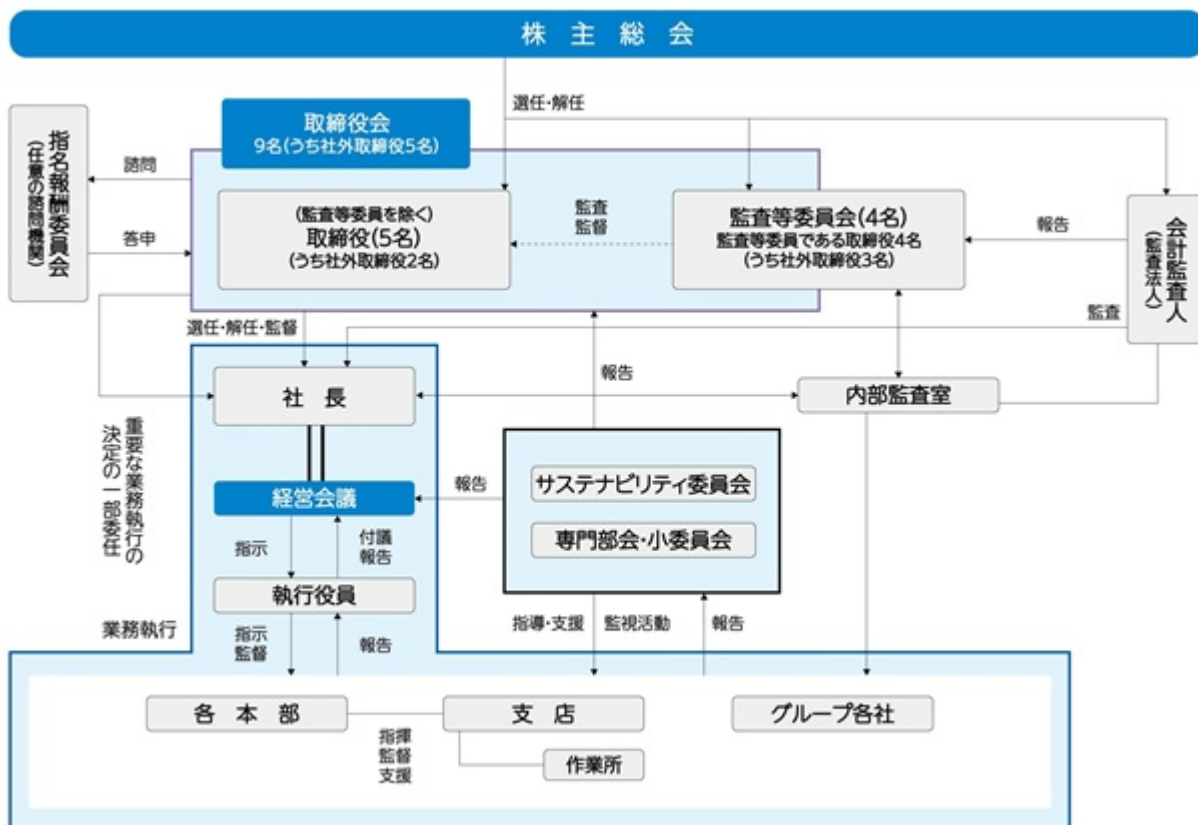 株主総会
選任・解任
取締役会
9名(うち社外取締役5名)
指名報酬委員会
(任意の諮問機関)
諮問
答申
(監査等委員を除く)
取締役(5名)
(うち社外取締役2名)
監査
監督
監査等委員会(4名)
監査等委員である取締役4名
(うち社外取締役3名)
報告
会計監査人
(監査法人)
選任・解任・監督
監査
報告
社長
内部監査室
重要な業務執行の
決定の一部委任
経営会議
報告
サステナビリティ委員会
専門部会・小委員会
指示
付議
報告
執行役員
業務執行
指示
監督
報告
指導・支援
監視活動
報告
各本部
支店
グループ各社
指揮
監督
支援
作業所